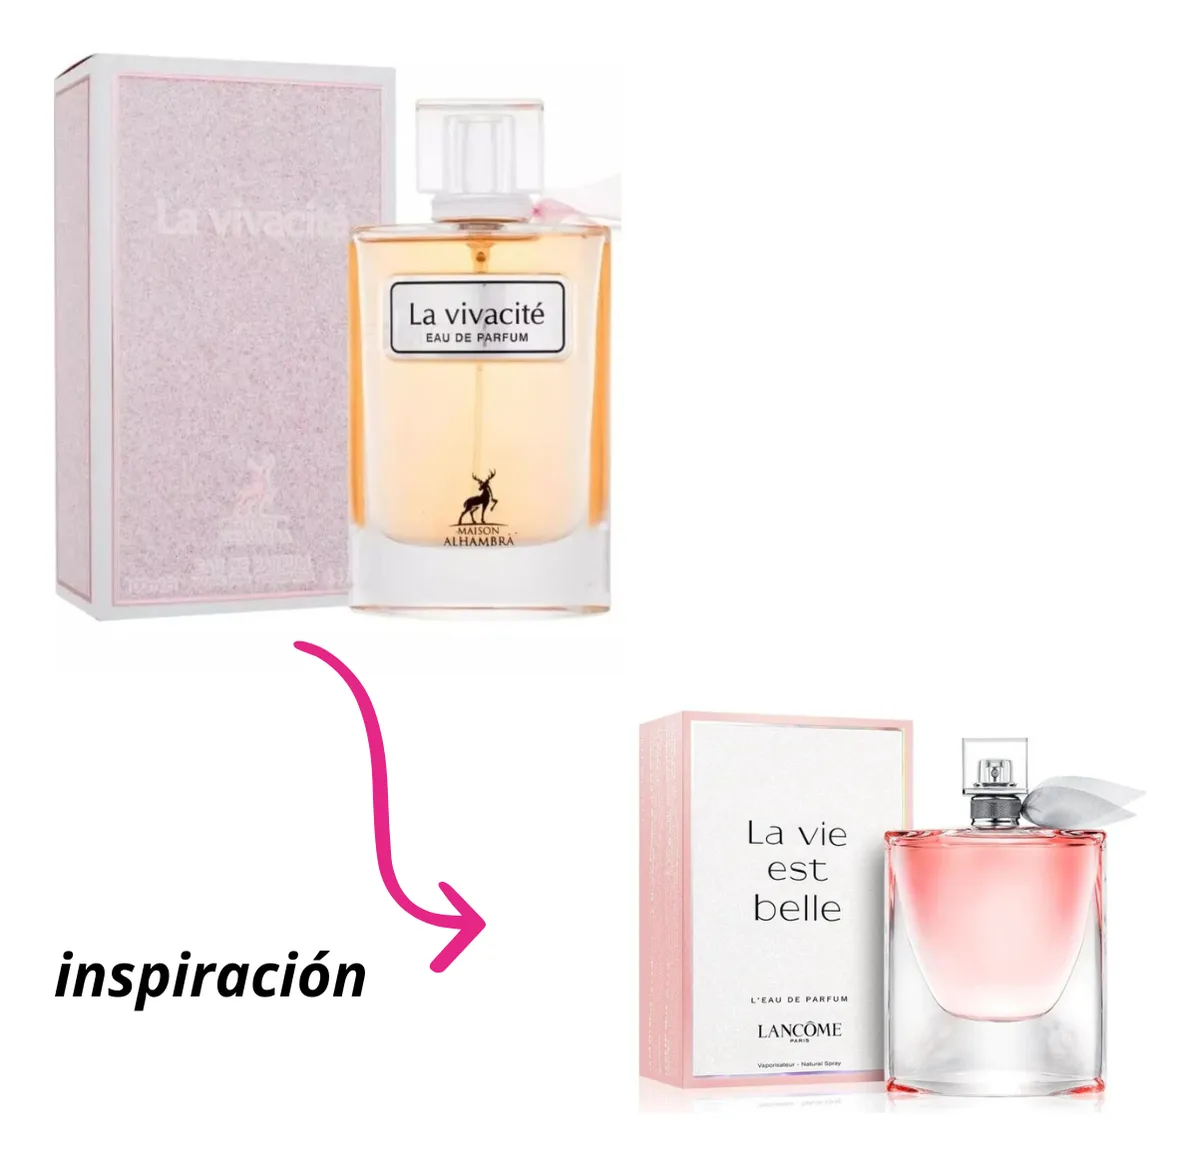 La vivacité
La vivacité
EAU DE PARFUM
MAISON
ALHAMBRA
inspiración
La vie
est
belle
L'EAU DE PARFUM
LANCÔME
PARIS
Vaporisateur - Natural Spray